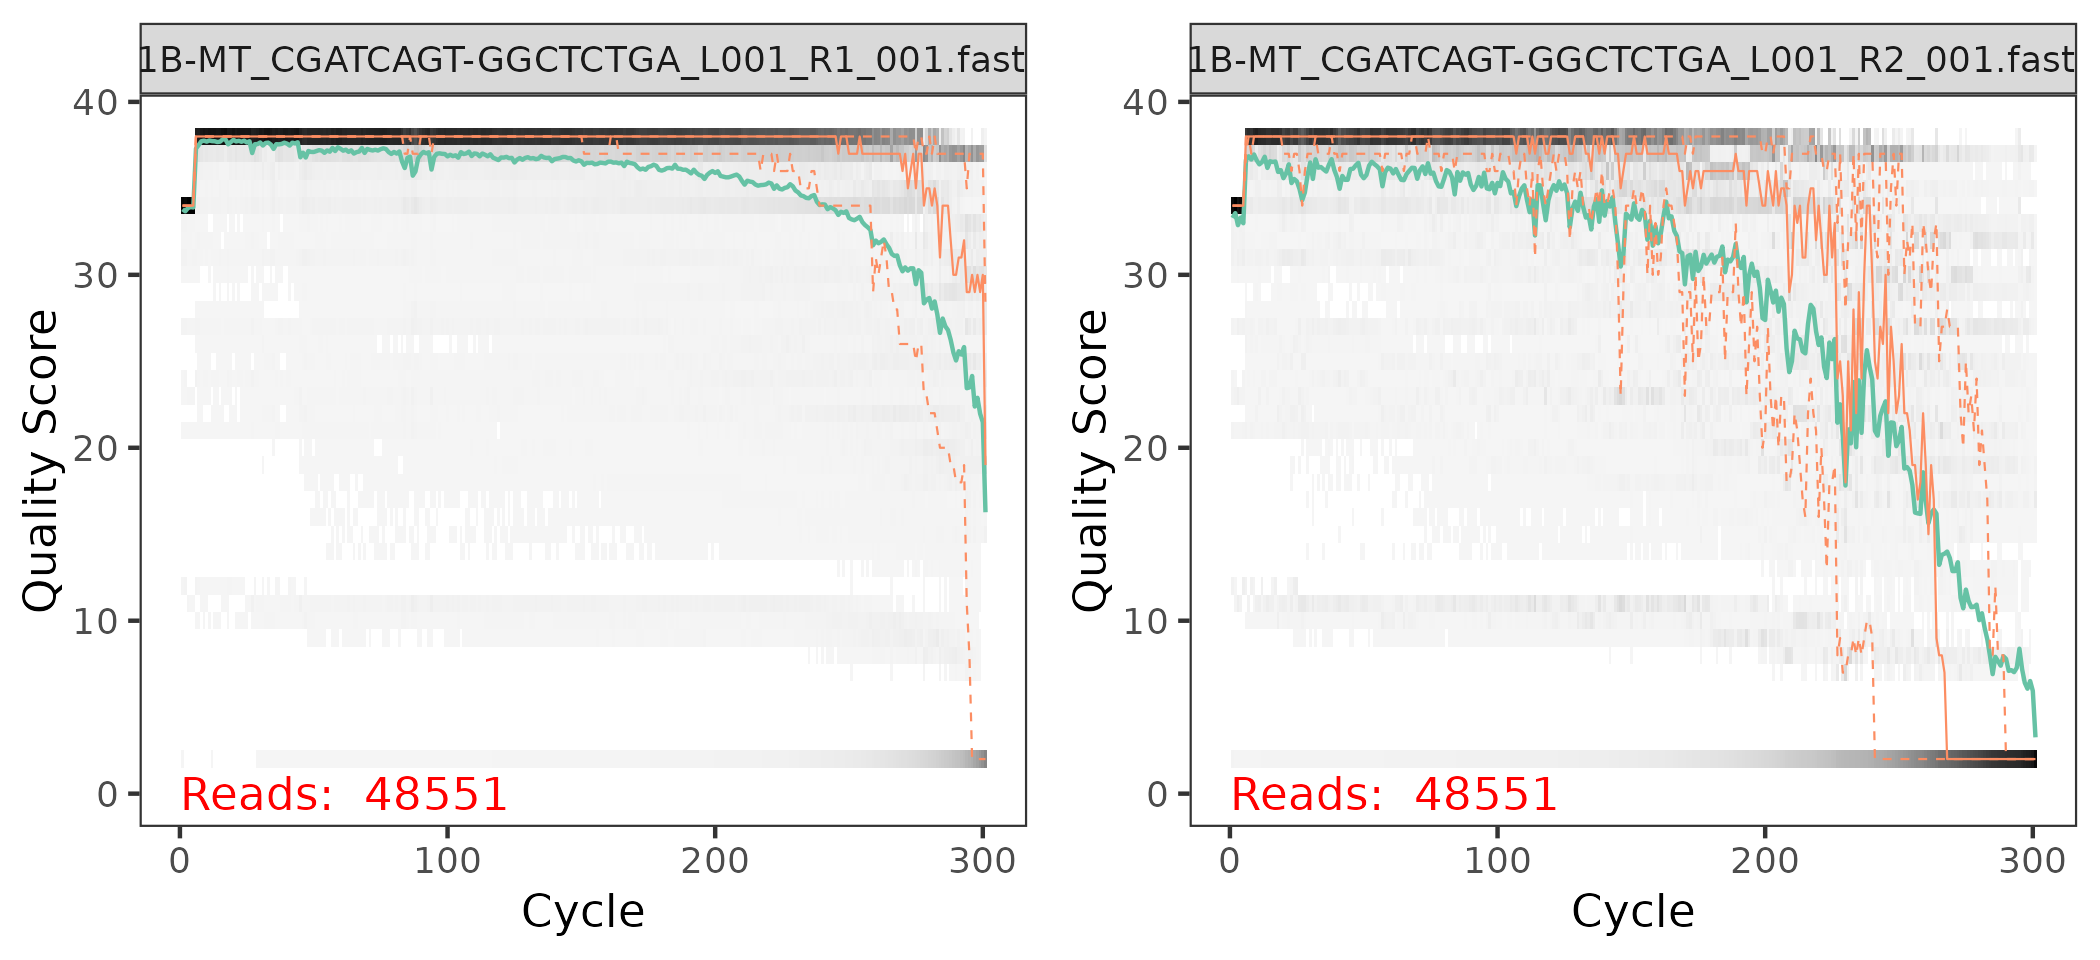 1B-MT_CGATCAGT-GGCTCTGA_L001_R1_001.fast
40
30
20
10
0
Quality Score
Reads: 48551
0 100 200 300
Cycle
1B-MT_CGATCAGT-GGCTCTGA_L001_R2_001.fast
40
30
20
10
0
Quality Score
Reads: 48551
0 100 200 300
Cycle